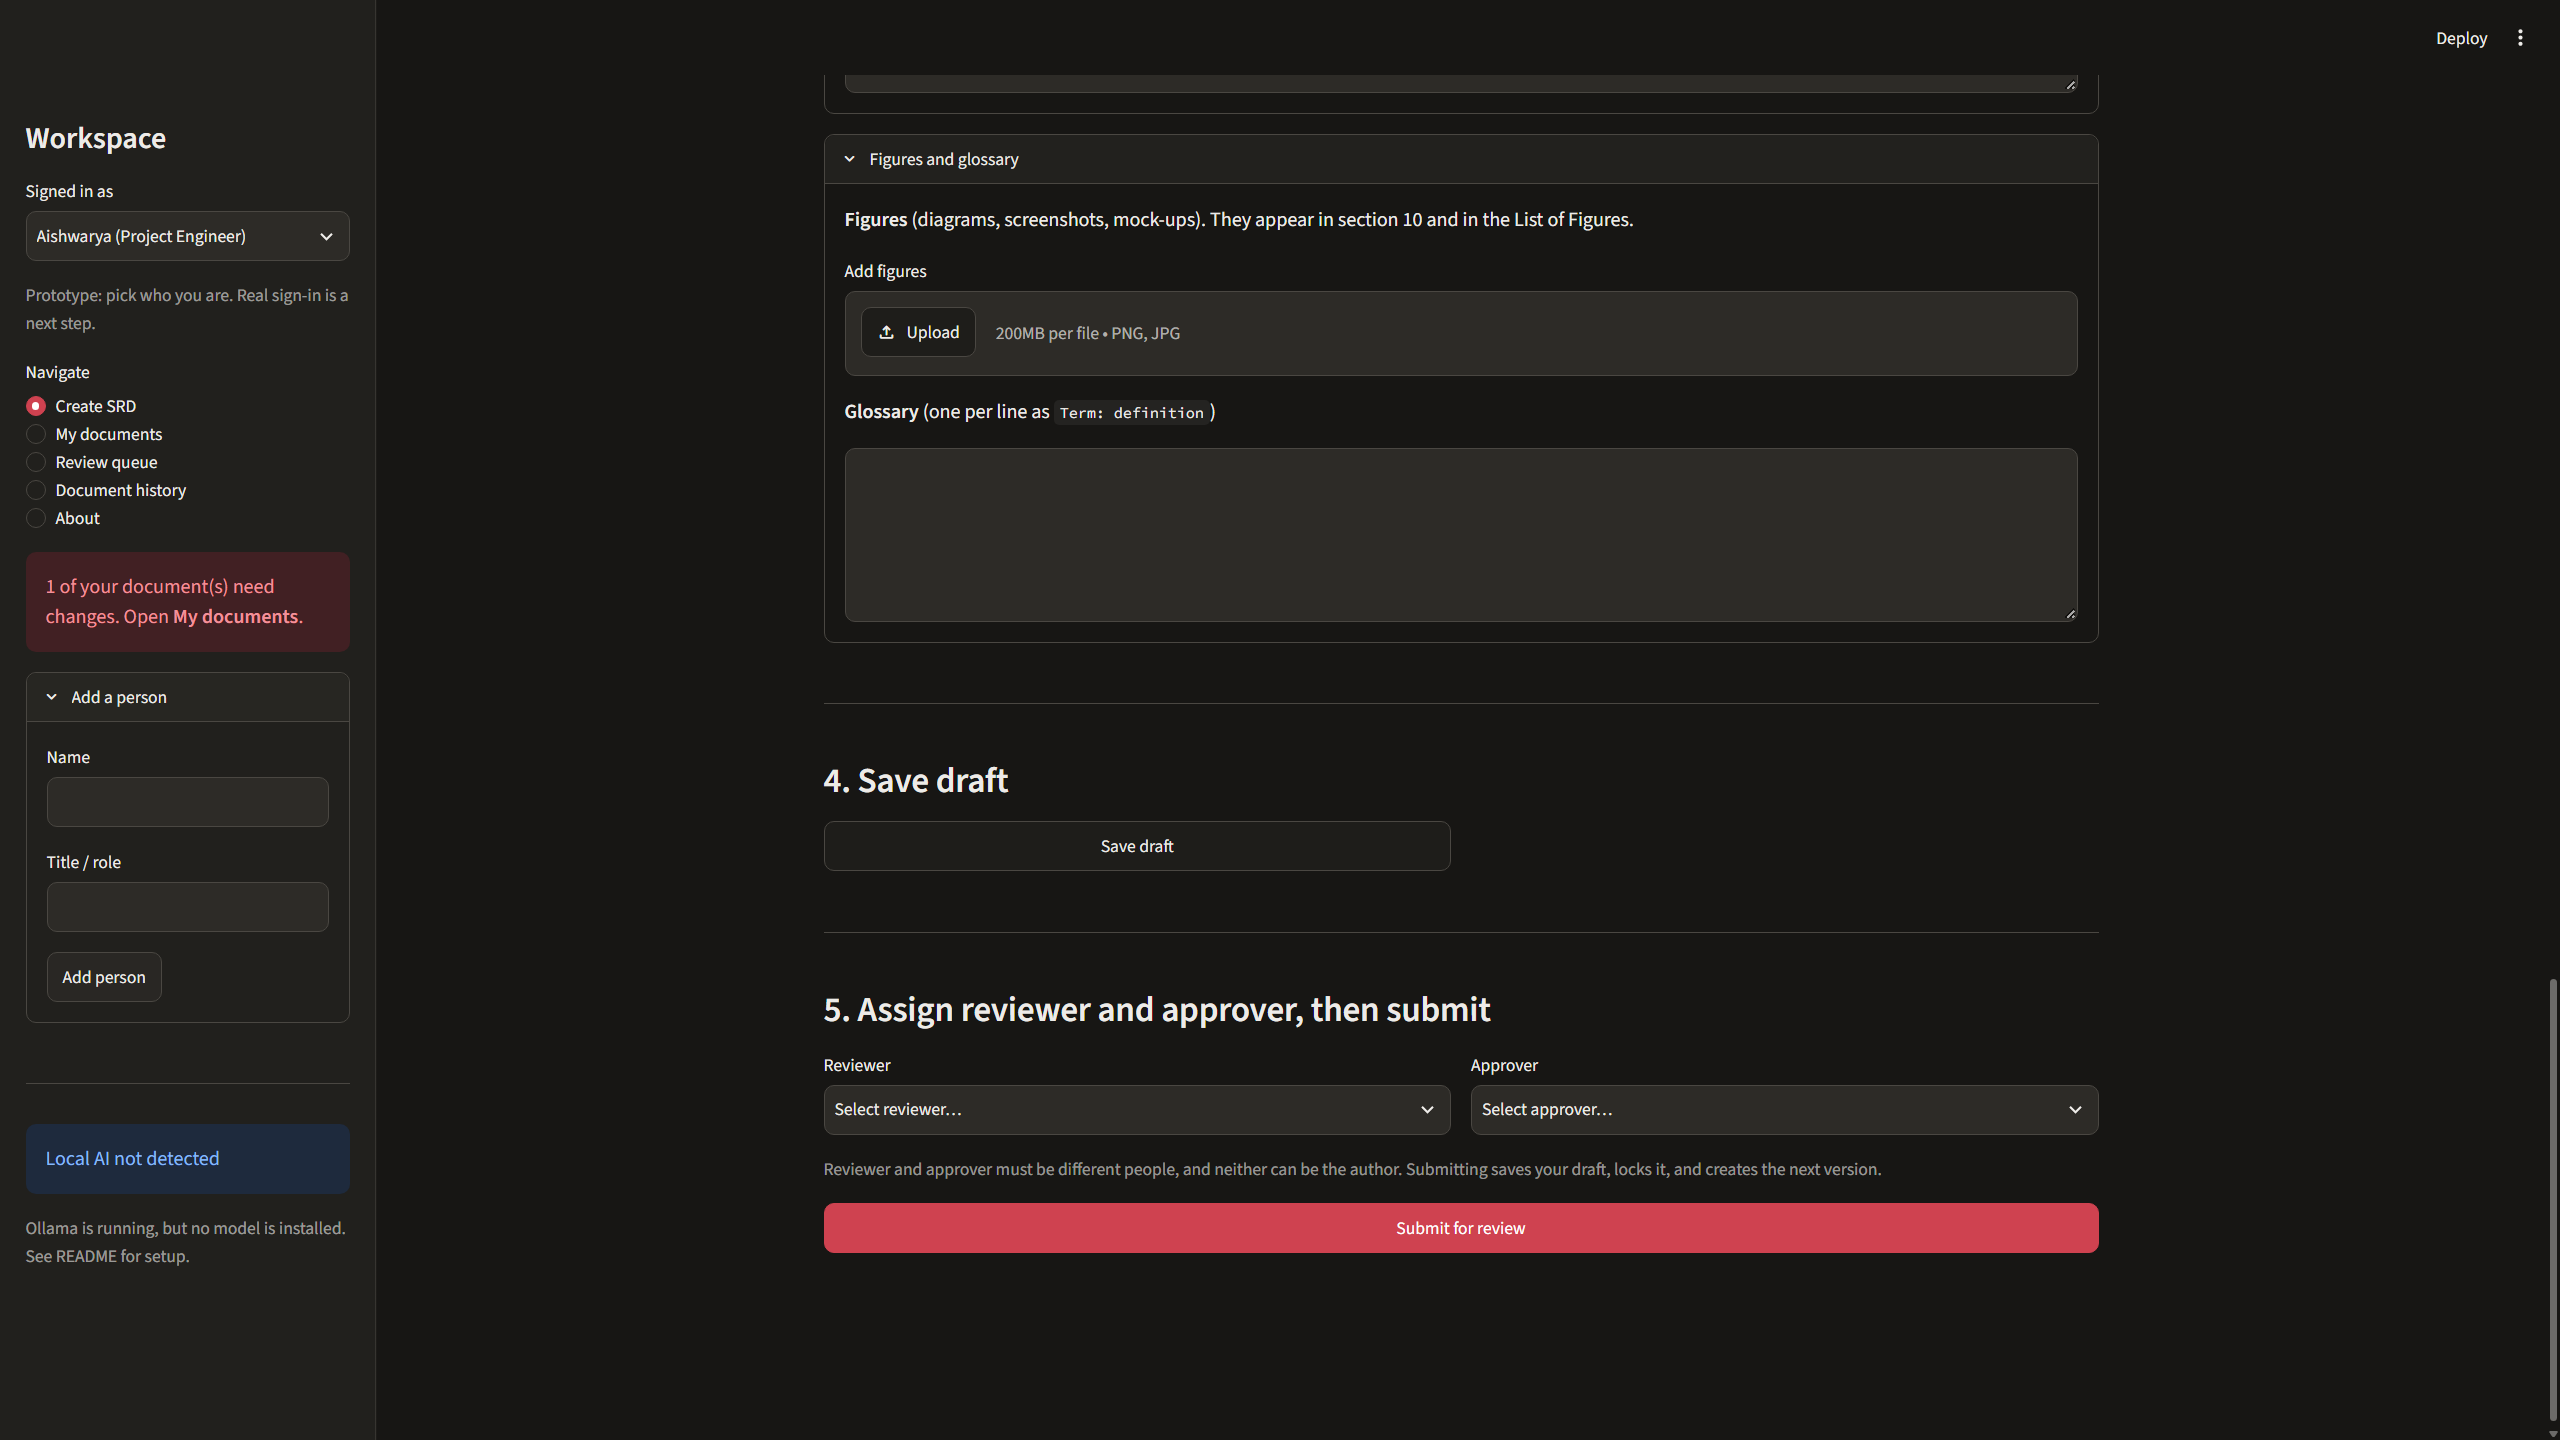 Deploy
Workspace
Signed in as
Aishwarya (Project Engineer)
Prototype: pick who you are. Real sign-in is a
next step.
Navigate
Create SRD
My documents
Review queue
Document history
About
1 of your document(s) need
changes. Open My documents.
Add a person
Name
Title / role
Add person
Local AI not detected
Ollama is running, but no model is installed.
See README for setup.
Figures and glossary
Figures (diagrams, screenshots, mock-ups). They appear in section 10 and in the List of Figures.
Add figures
Upload 200MB per file • PNG, JPG
Glossary (one per line as Term: definition)
4. Save draft
Save draft
5. Assign reviewer and approver, then submit
Reviewer
Select reviewer...
Approver
Select approver...
Reviewer and approver must be different people, and neither can be the author. Submitting saves your draft, locks it, and creates the next version.
Submit for review